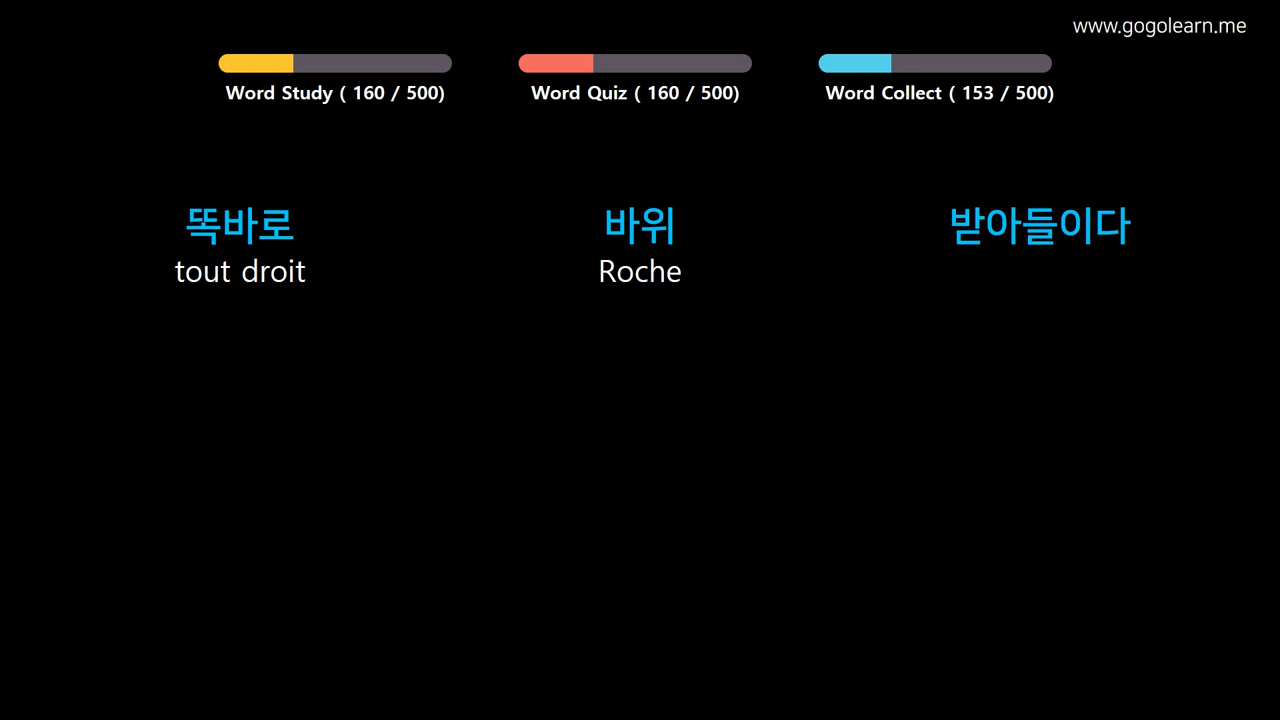 www.gogolearn.me
Word Study ( 160 / 500)
Word Quiz ( 160 / 500)
Word Collect ( 153 / 500)
똑바로
tout droit
바위
Roche
받아들이다